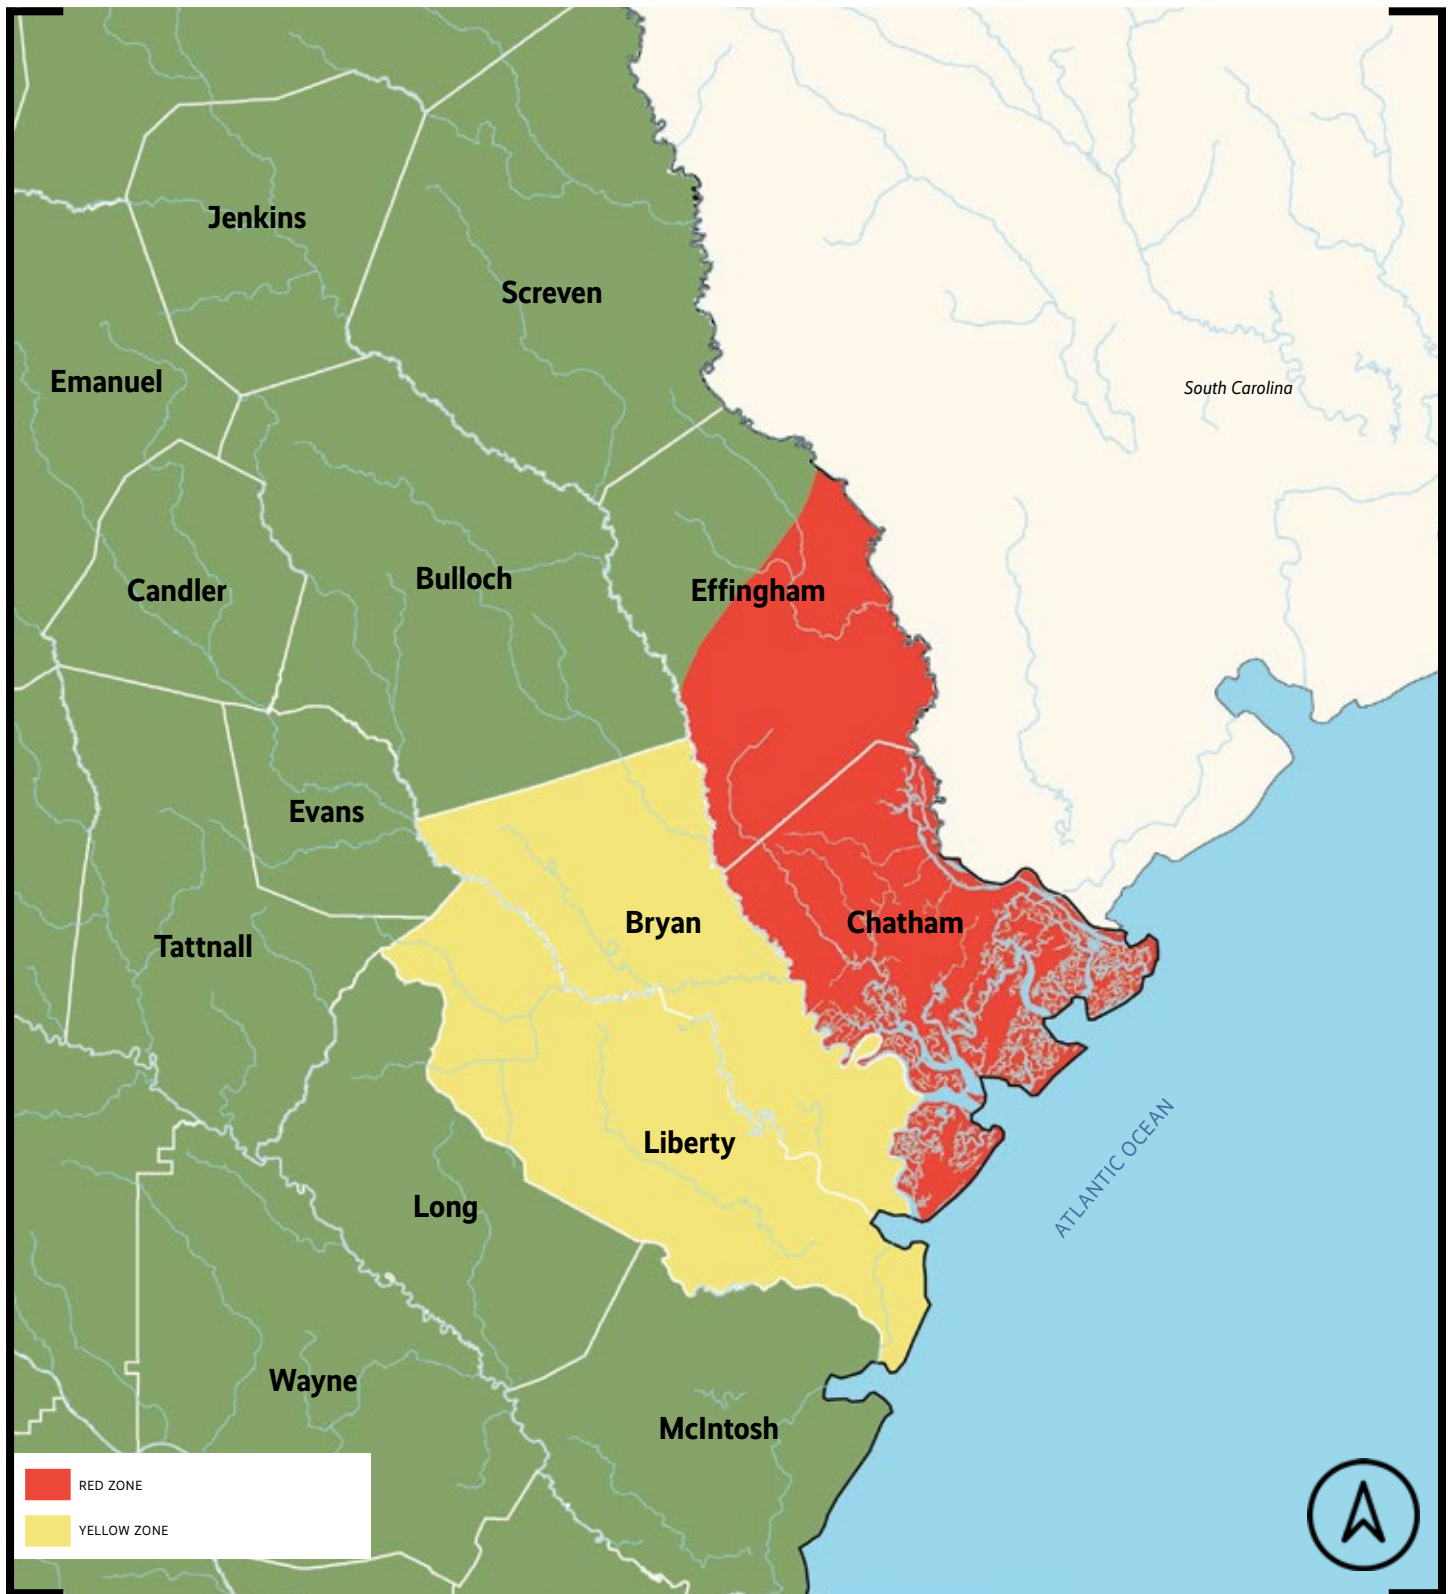 Jenkins
Screven
Emanuel
South Carolina
Bulloch
Candler
Effingham
Evans
Bryan
Chatham
Tattnall
Liberty
ATLANTIC OCEAN
Long
Wayne
McIntosh
RED ZONE
YELLOW ZONE